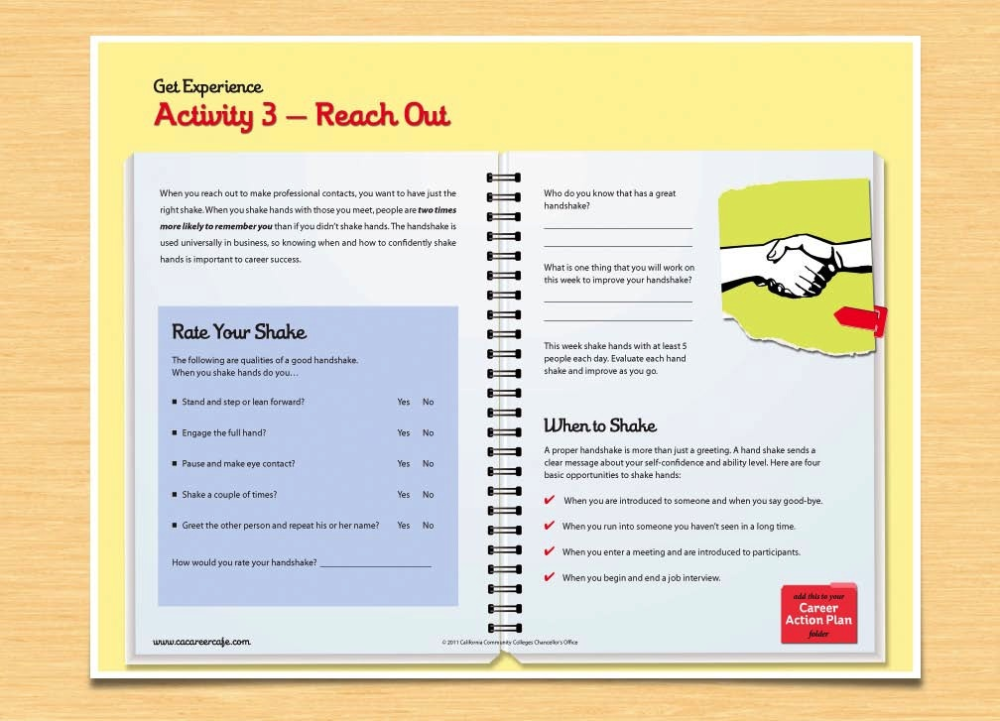 Get Experience
Activity 3 – Reach Out
When you reach out to make professional contacts, you want to have just the
right shake. When you shake hands with those you meet, people are two times
more likely to remember you than if you didn't shake hands. The handshake is
used universally in business, so knowing when and how to confidently shake
hands is important to career success.
Rate Your Shake
The following are qualities of a good handshake.
When you shake hands do you...
■ Stand and step or lean forward? Yes No
■ Engage the full hand? Yes No
■ Pause and make eye contact? Yes No
■ Shake a couple of times? Yes No
■ Greet the other person and repeat his or her name? Yes No
How would you rate your handshake? ____________________
www.cacareercafe.com
Who do you know that has a great
handshake?
What is one thing that you will work on
this week to improve your handshake?
This week shake hands with at least 5
people each day. Evaluate each hand
shake and improve as you go.
When to Shake
A proper handshake is more than just a greeting. A hand shake sends a
clear message about your self-confidence and ability level. Here are four
basic opportunities to shake hands:
✔ When you are introduced to someone and when you say good-bye.
✔ When you run into someone you haven't seen in a long time.
✔ When you enter a meeting and are introduced to participants.
✔ When you begin and end a job interview.
add this to your
Career
Action Plan
folder
© 2011 California Community Colleges Chancellor's Office